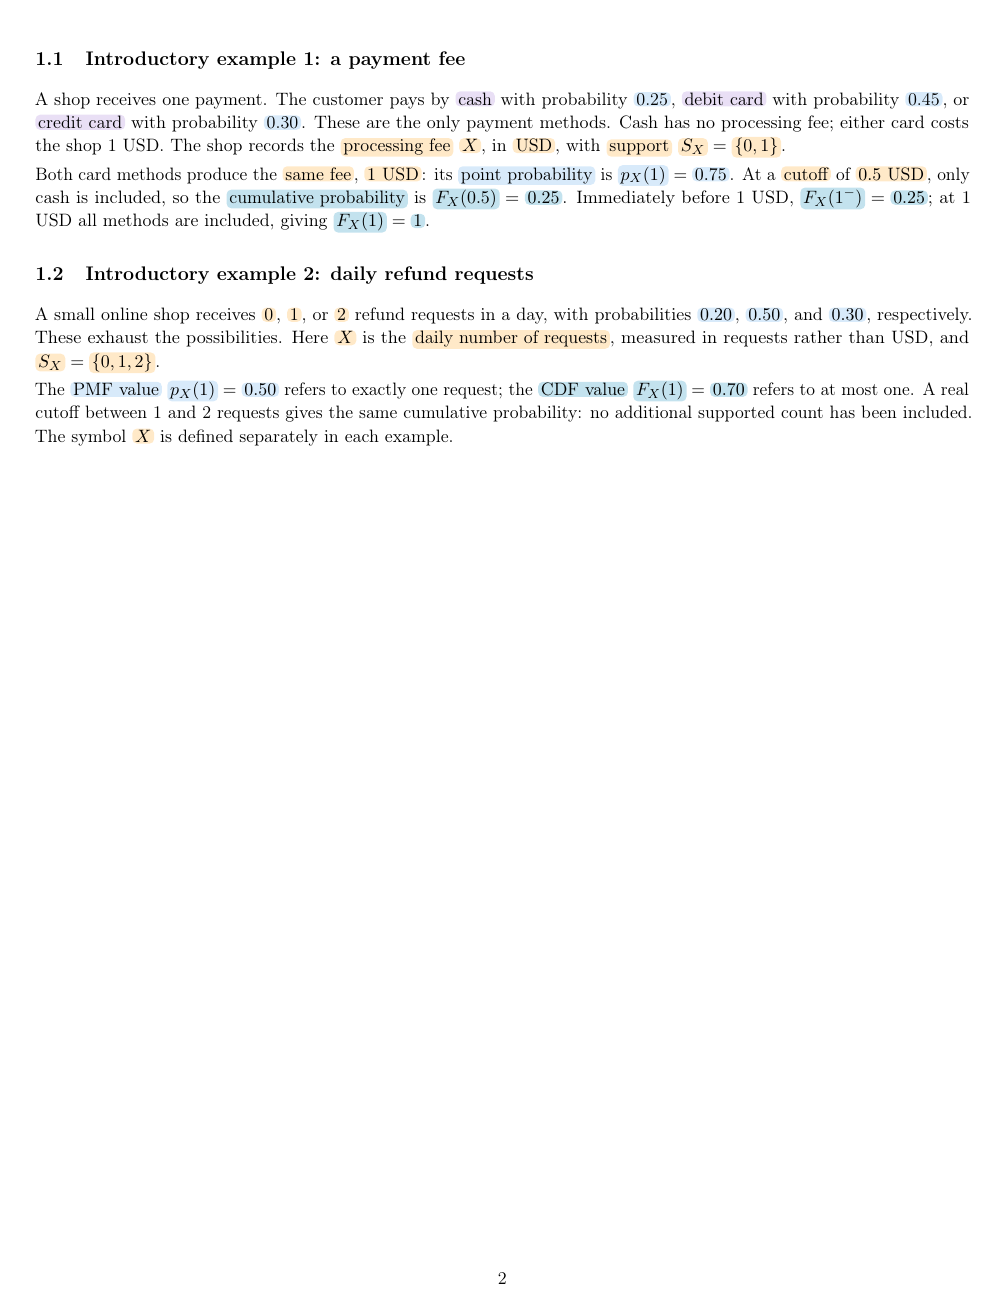 1.1 Introductory example 1: a payment fee
A shop receives one payment. The customer pays by cash with probability 0.25, debit card with probability 0.45, or
credit card with probability 0.30. These are the only payment methods. Cash has no processing fee; either card costs
the shop 1 USD. The shop records the processing fee X, in USD, with support S_X = {0, 1}.
Both card methods produce the same fee, 1 USD: its point probability is p_X(1) = 0.75. At a cutoff of 0.5 USD, only
cash is included, so the cumulative probability is F_X(0.5) = 0.25. Immediately before 1 USD, F_X(1⁻) = 0.25; at 1
USD all methods are included, giving F_X(1) = 1.
1.2 Introductory example 2: daily refund requests
A small online shop receives 0, 1, or 2 refund requests in a day, with probabilities 0.20, 0.50, and 0.30, respectively.
These exhaust the possibilities. Here X is the daily number of requests, measured in requests rather than USD, and
S_X = {0, 1, 2}.
The PMF value p_X(1) = 0.50 refers to exactly one request; the CDF value F_X(1) = 0.70 refers to at most one. A real
cutoff between 1 and 2 requests gives the same cumulative probability: no additional supported count has been included.
The symbol X is defined separately in each example.
2